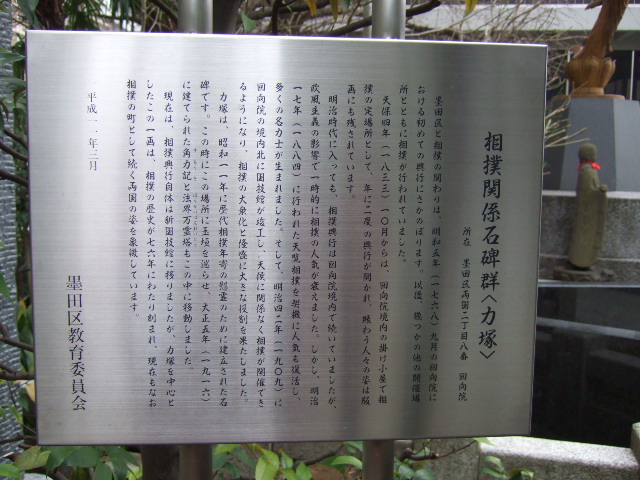 相撲関係石碑群〈力塚〉
所在 墨田区両国二丁目八番 回向院
墨田区と相撲の関わりは、明和五年(一七六八)九月の回向院に
おける初めての興行にさかのぼります。以後、幾つかの他の開催場
所とともに相撲が行われていました。
天保四年(一八三三)一〇月からは、回向院境内の掛け小屋で相
撲の定場所として、年に二度の興行が開かれ、賑わう人々の姿は版
画にも残されています。
明治時代に入っても、相撲興行は回向院境内で続いていましたが、
欧風主義の影響で一時的に相撲の人気が衰えました。しかし、明治
一七年(一八八四)に行われた天覧相撲を契機に人気も復活し、
多くの名力士が生まれました。そして、明治四二年(一九〇九)に
回向院の境内北に国技館が竣工し、天候に関係なく相撲が開催でき
るようになり、相撲の大衆化と隆盛に大きな役割を果たしました。
力塚は、昭和一一年に歴代相撲年寄の慰霊のために建立された石
碑です。この時にこの場所に玉垣を巡らせ、大正五年(一九一六)
に建てられた角力記と法界万霊塔もこの中に移動しました。
現在は、相撲興行自体は新国技館に移りましたが、力塚を中心と
したこの一画は、相撲の歴史が七六年にわたり刻まれ、現在もなお
相撲の町として続く両国の姿を象徴しています。
平成一一年三月
墨田区教育委員会